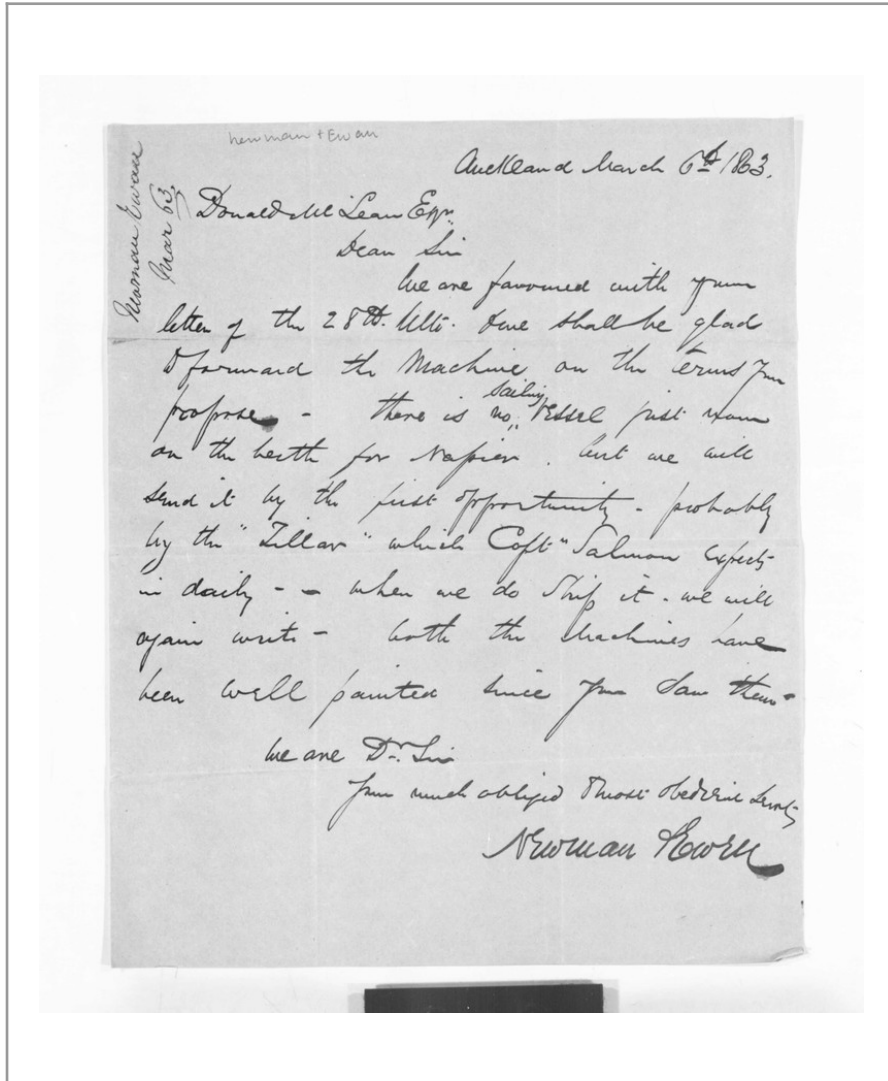 newman & Ewan
Newman Ewan
Mar 63.
Auckland March 6th 1863.
Donald McLean Esqr.
Dear Sir
We are favoured with your
letter of the 28th. Ulto. & we shall be glad
to forward the Machine on the terms you
propose - there is no sailing vessel just now
on the berth for Napier. but we will
send it by the first opportunity - probably
by the "Zillah" which Capt" Salmon expects
in daily - - when we do ship it. we will
again write - both the Machines have
been well painted since you saw them -
We are Dr. Sir
Your much obliged & most obedient Servts
Newman & Ewen